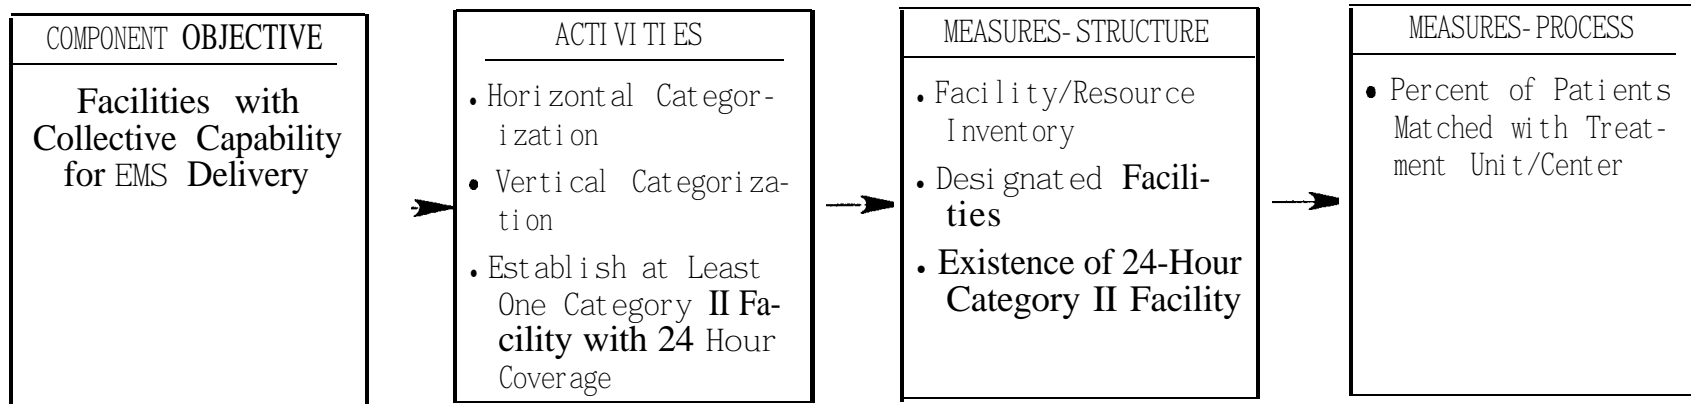 COMPONENT OBJECTIVE
Facilities with
Collective Capability
for EMS Delivery
ACTIVITIES
• Horizontal Categor-
ization
• Vertical Categoriza-
tion
• Establish at Least
One Category II Fa-
cility with 24 Hour
Coverage
MEASURES-STRUCTURE
• Facility/Resource
Inventory
• Designated Facili-
ties
• Existence of 24-Hour
Category II Facility
MEASURES-PROCESS
• Percent of Patients
Matched with Treat-
ment Unit/Center